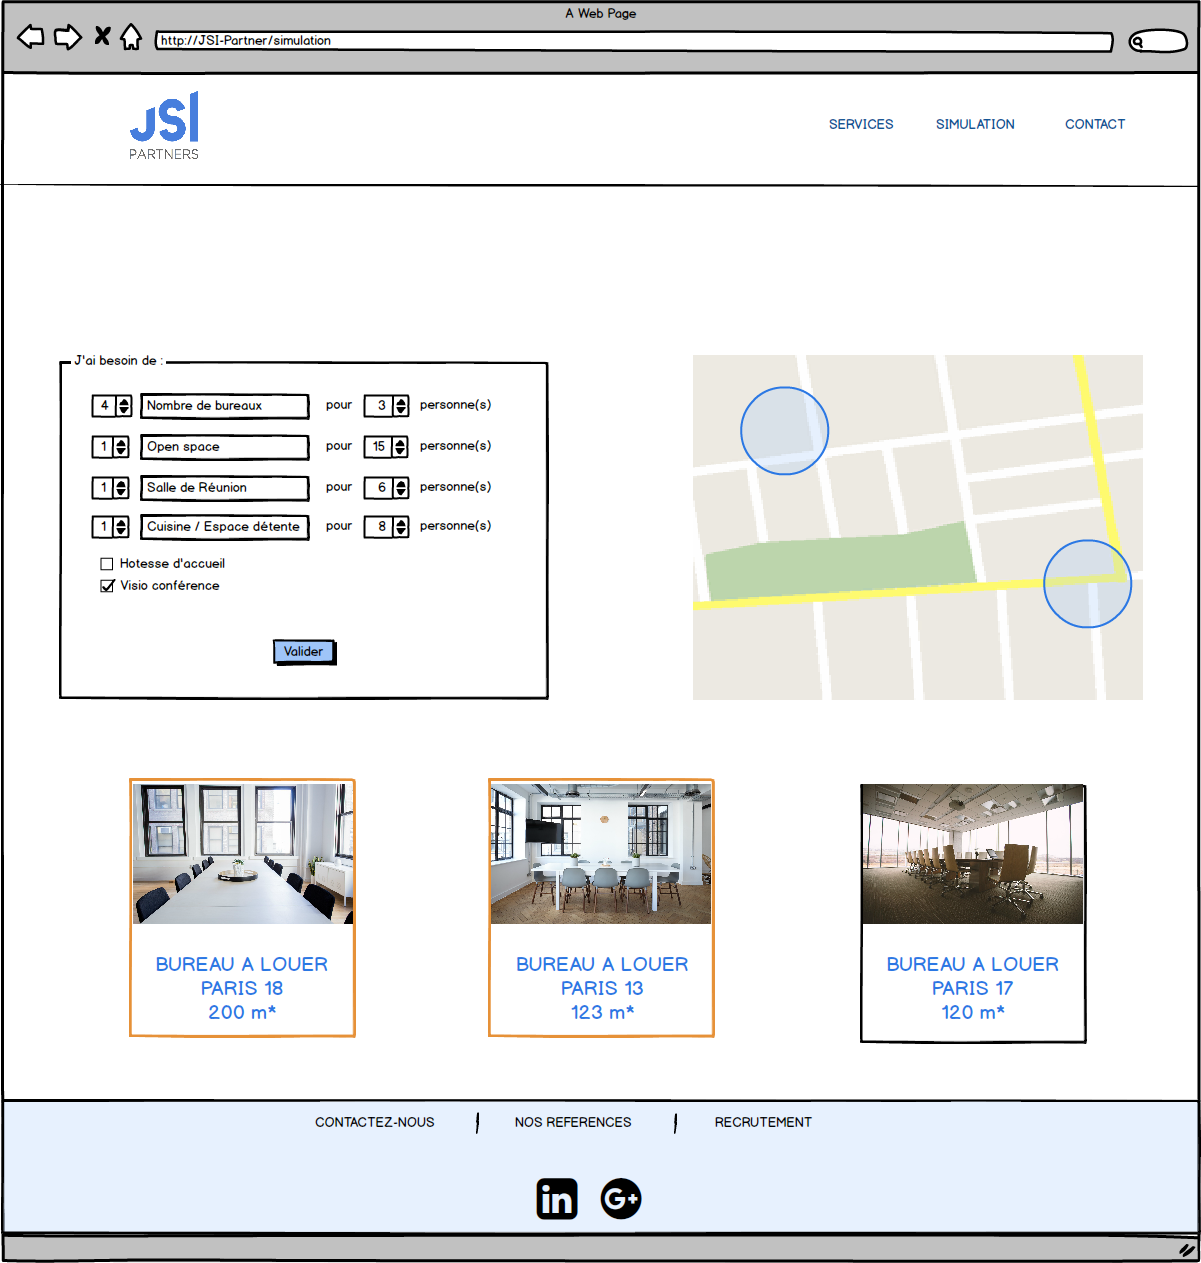 A Web Page
http://JSI-Partner/simulation
JSI
PARTNERS
SERVICES SIMULATION CONTACT
J'ai besoin de :
4 Nombre de bureaux pour 3 personne(s)
1 Open space pour 15 personne(s)
1 Salle de Réunion pour 6 personne(s)
1 Cuisine / Espace détente pour 8 personne(s)
Hotesse d'accueil
Visio conférence
Valider
BUREAU A LOUER
PARIS 18
200 m*
BUREAU A LOUER
PARIS 13
123 m*
BUREAU A LOUER
PARIS 17
120 m*
CONTACTEZ-NOUS | NOS REFERENCES | RECRUTEMENT
in G+